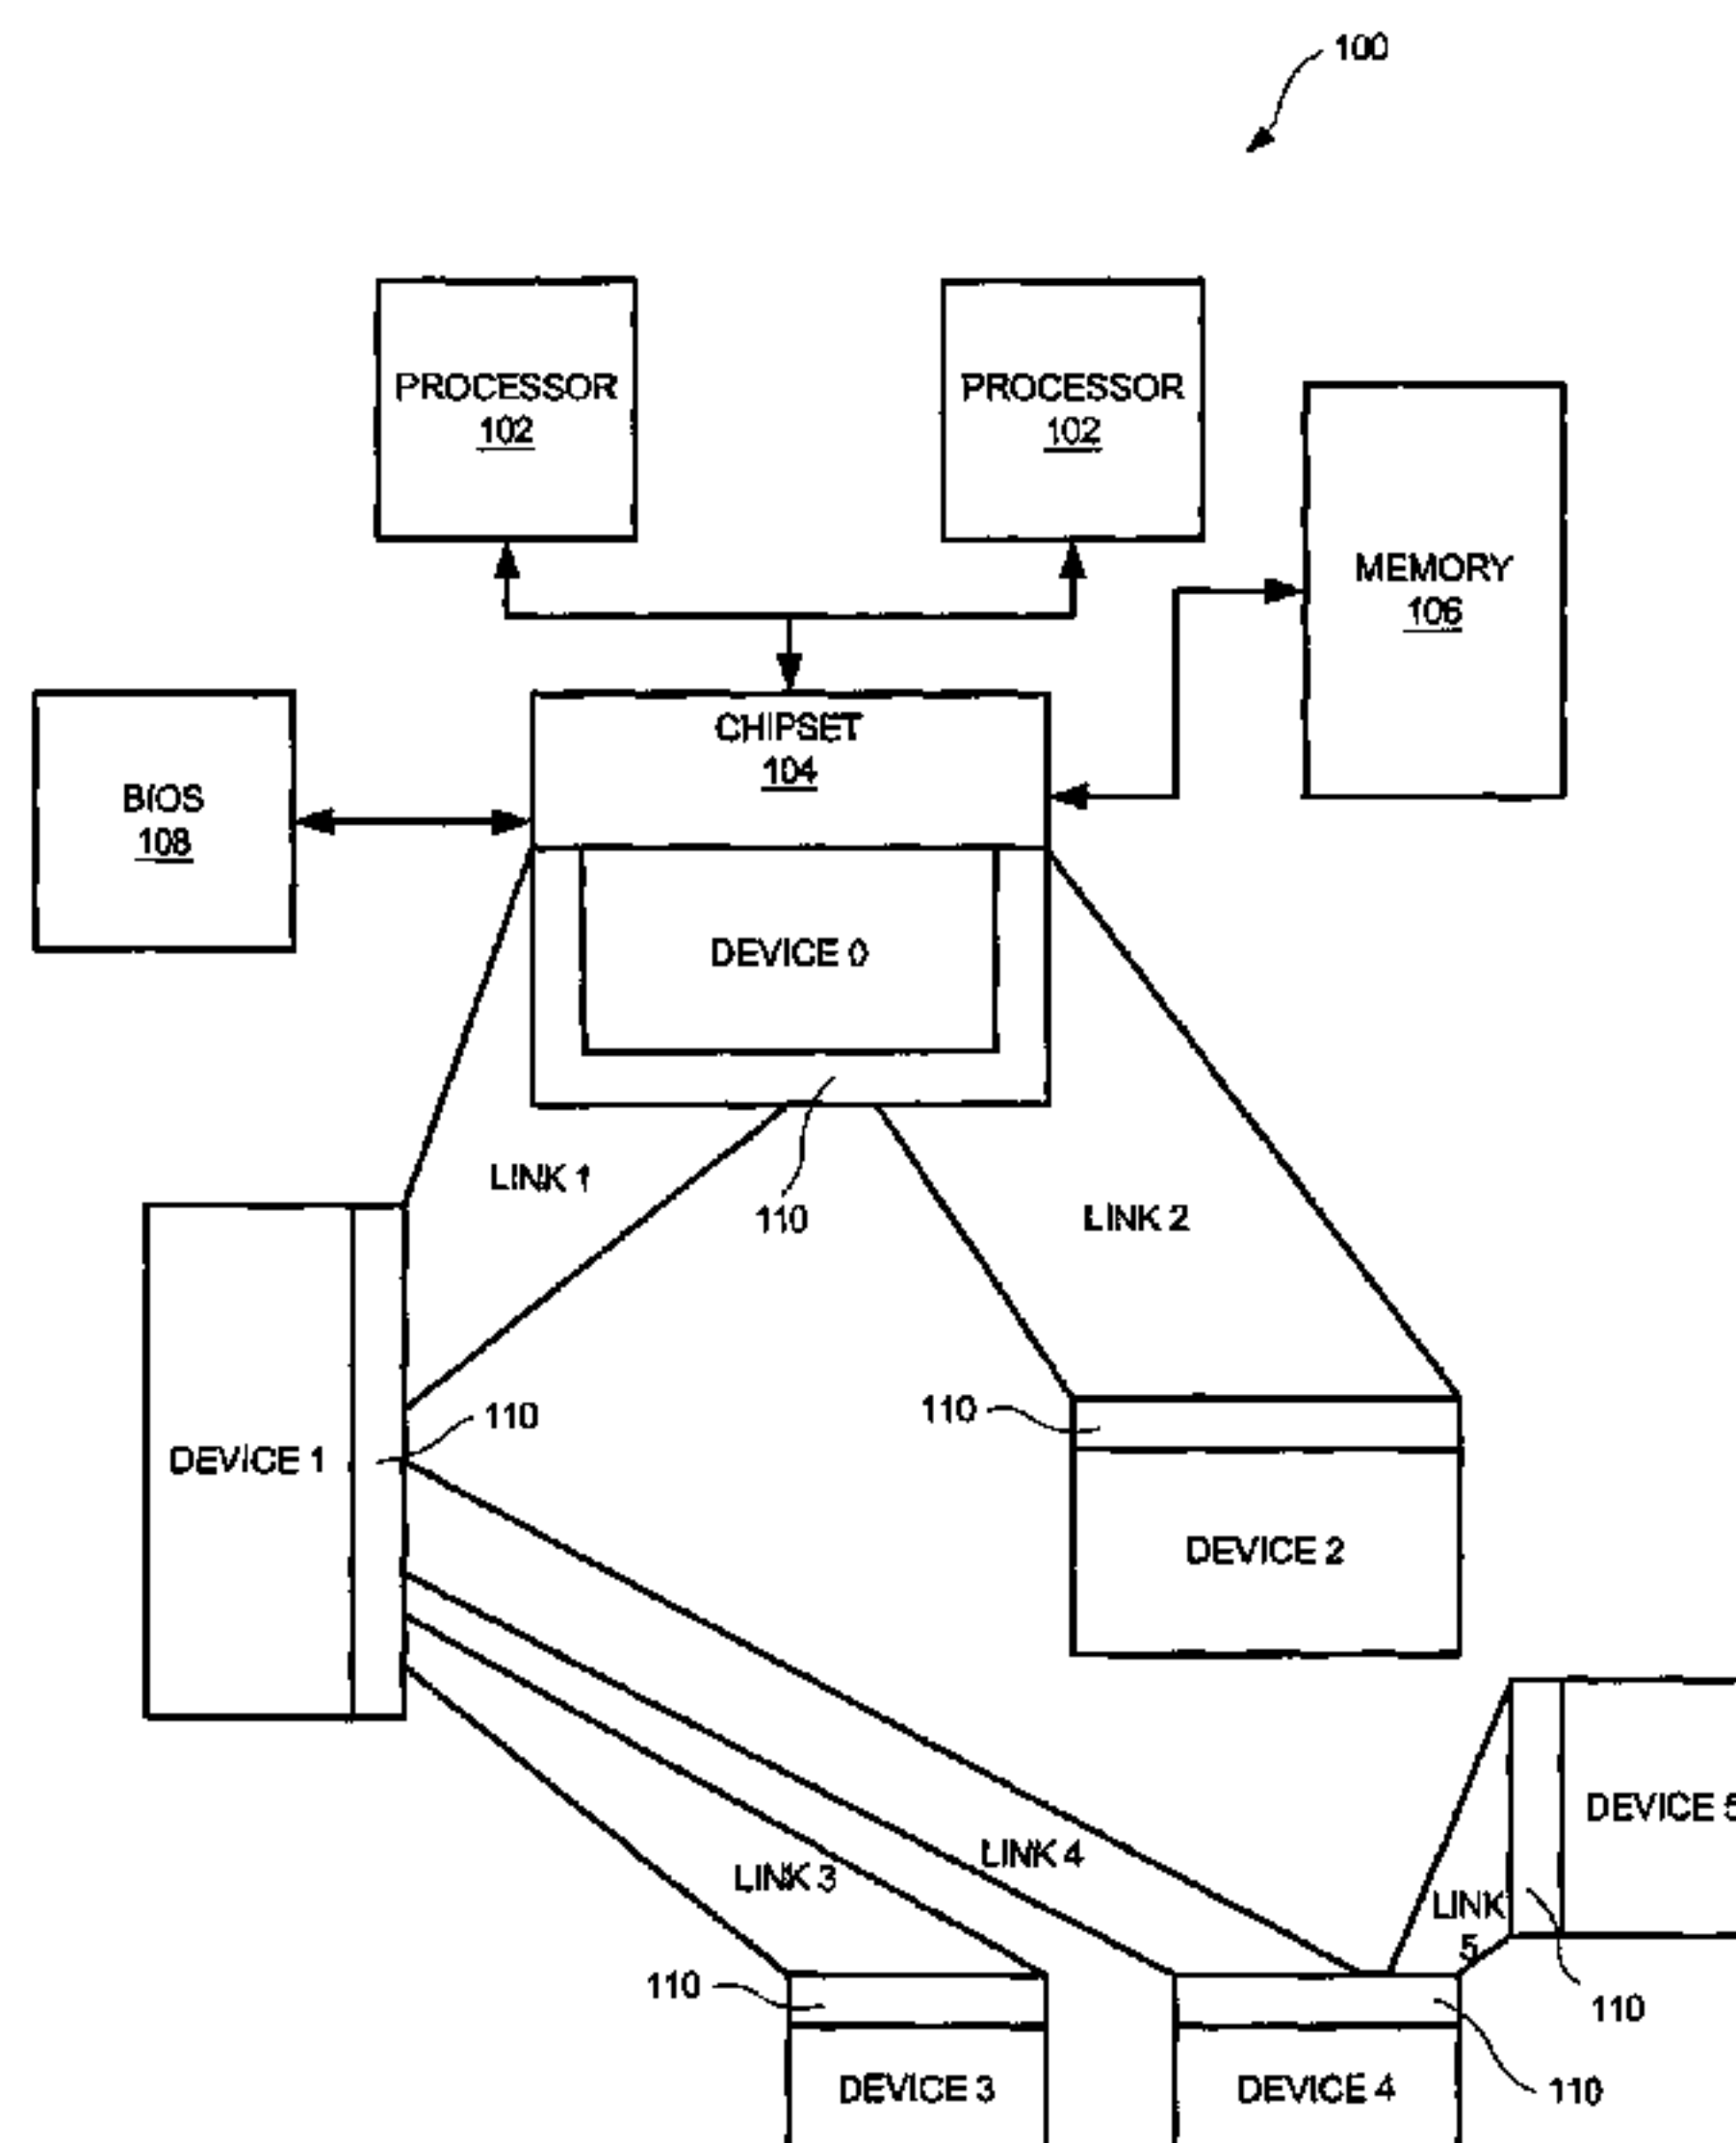 100
PROCESSOR
102
PROCESSOR
102
MEMORY
106
CHIPSET
104
BIOS
108
DEVICE 0
LINK 1
110
LINK 2
110
110
DEVICE 1
DEVICE 2
DEVICE 5
LINK 4
LINK 3
LINK
5
110
110
DEVICE 3
DEVICE 4
110